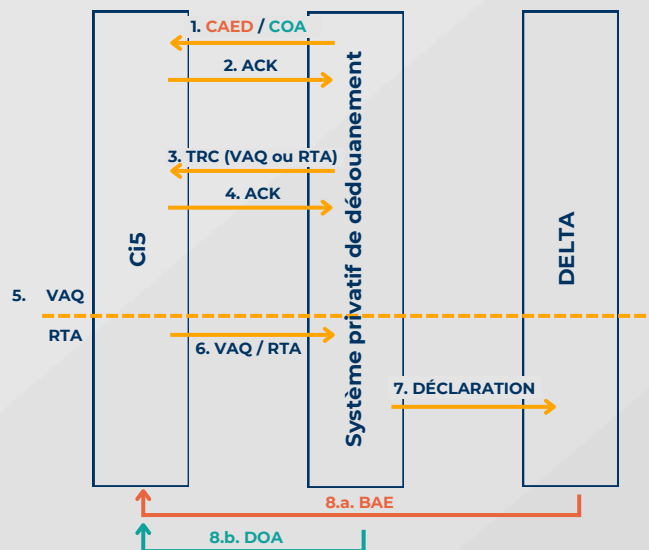 1. CAED / COA
2. ACK
3. TRC (VAQ ou RTA)
4. ACK
Ci5
Système privatif de dédouanement
DELTA
5. VAQ
RTA
6. VAQ / RTA
7. DÉCLARATION
8.a. BAE
8.b. DOA